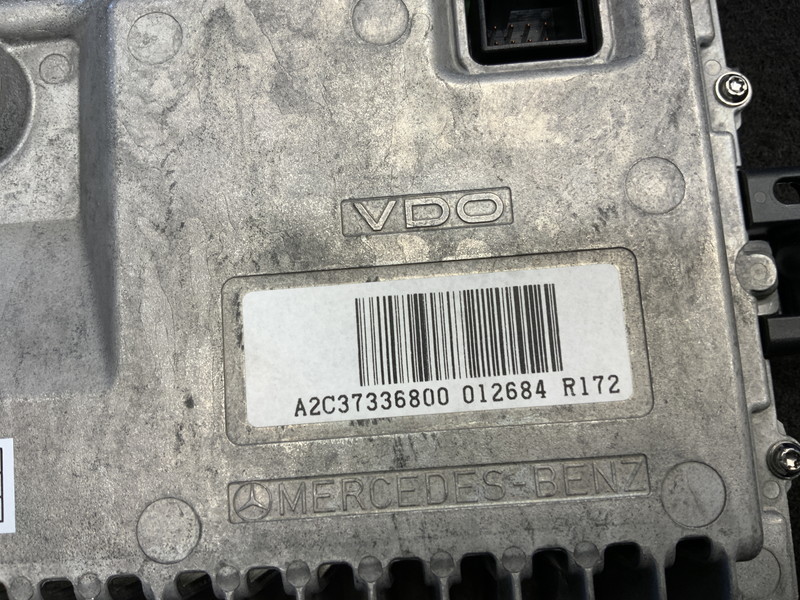 VDO
A2C37336800 012684 R172
MERCEDES-BENZ